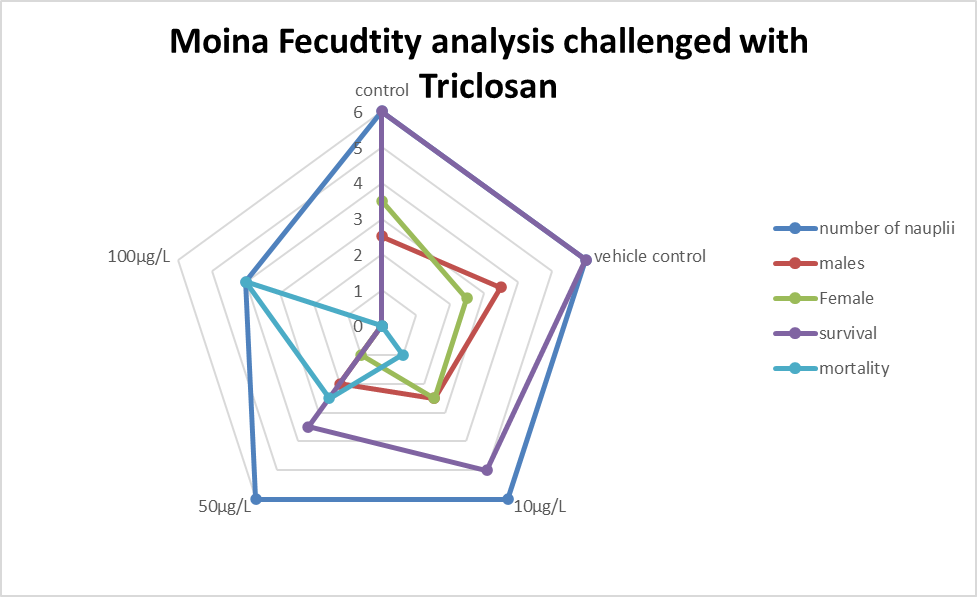 Moina Fecudtity analysis challenged with
Triclosan
control
6
5
4
3
2
1
0
vehicle control
10µg/L
50µg/L
100µg/L
number of nauplii
males
Female
survival
mortality